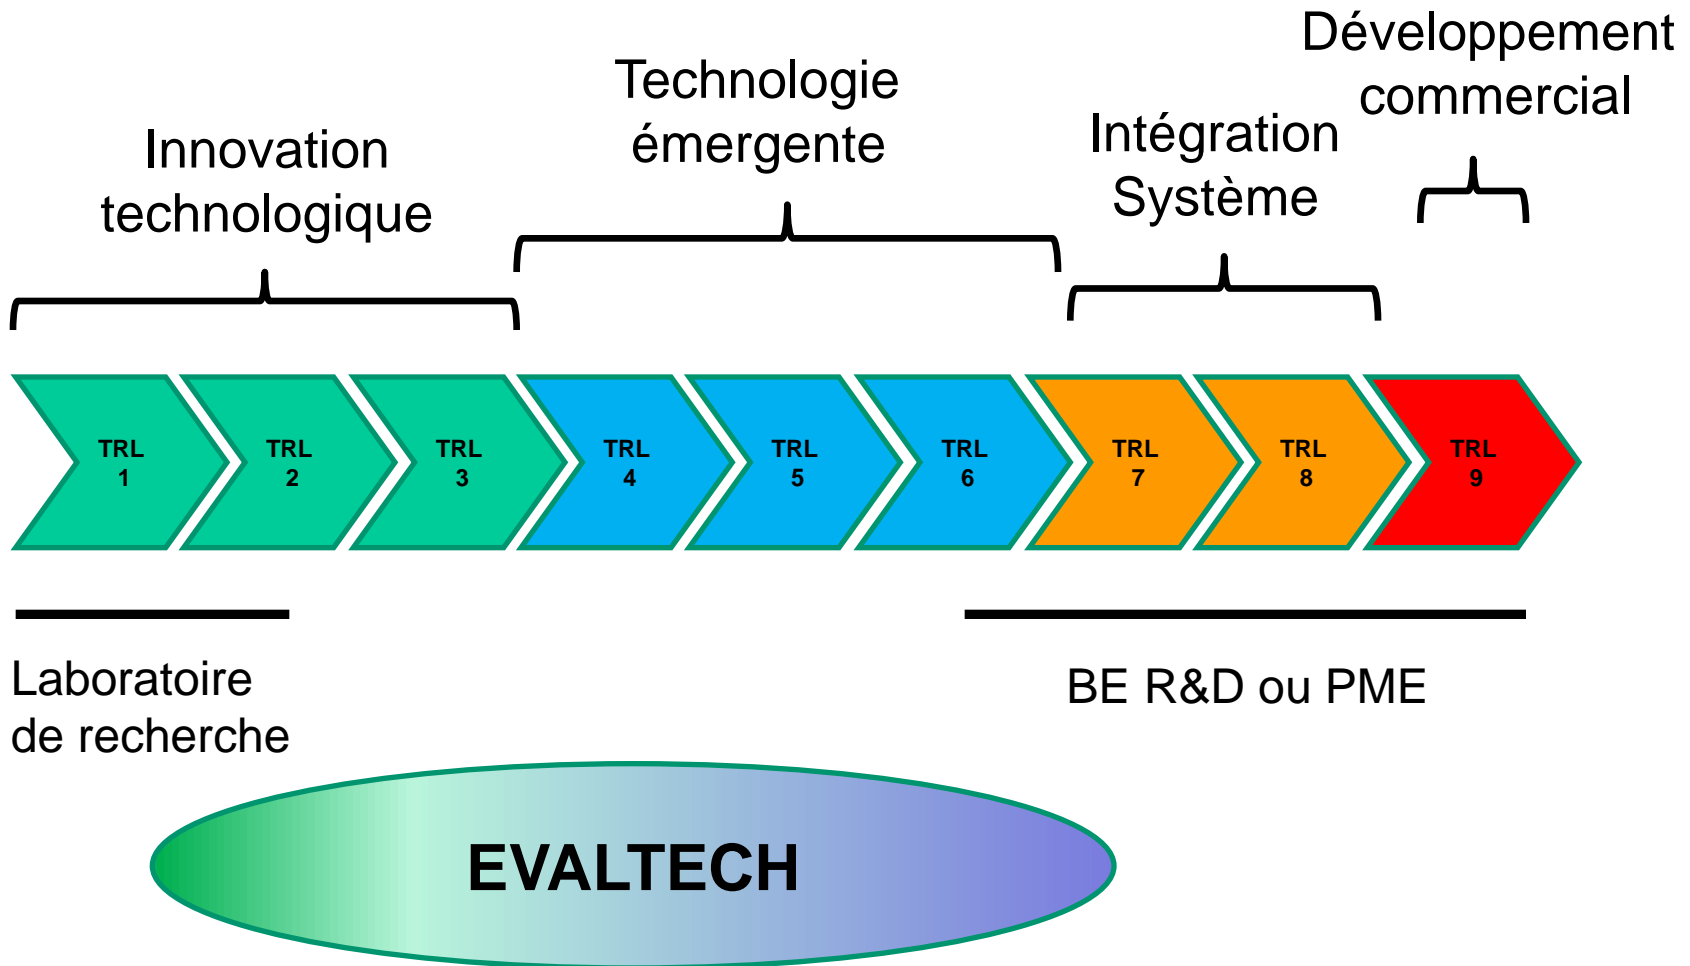 Développement
commercial
Technologie
émergente
Intégration
Système
Innovation
technologique
TRL
1
TRL
2
TRL
3
TRL
4
TRL
5
TRL
6
TRL
7
TRL
8
TRL
9
Laboratoire
de recherche
BE R&D ou PME
EVALTECH